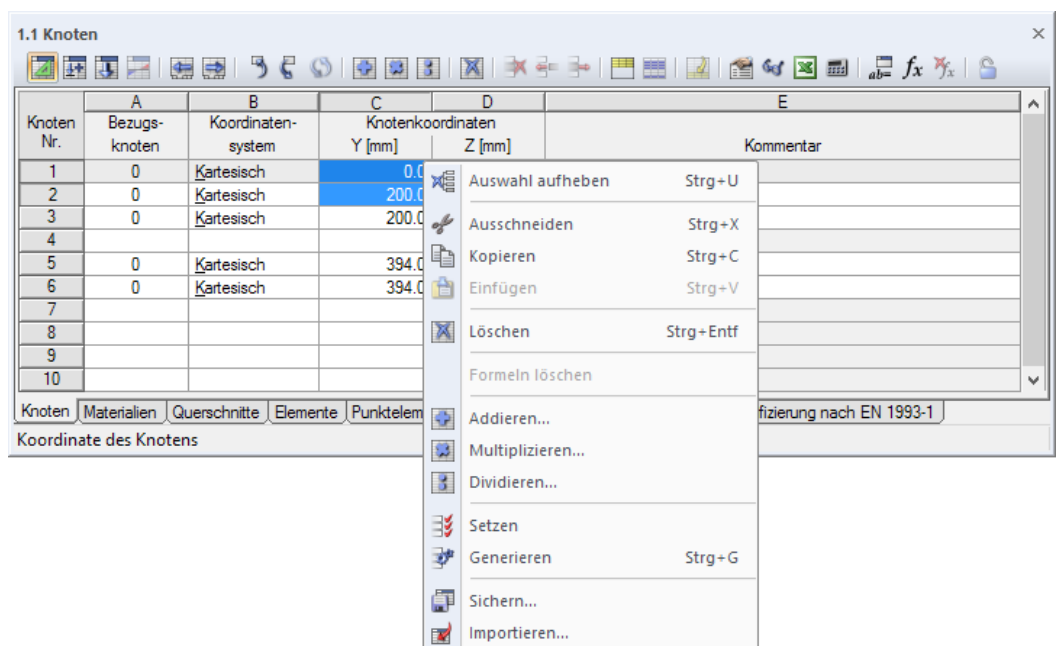 1.1 Knoten
A B C D E
Knoten Bezugs- Koordinaten- Knotenkoordinaten
Nr. knoten system Y [mm] Z [mm] Kommentar
1 0 Kartesisch 0.0
2 0 Kartesisch 200.0
3 0 Kartesisch 200.0
4
5 0 Kartesisch 394.0
6 0 Kartesisch 394.0
7
8
9
10
Knoten Materialien Querschnitte Elemente Punktelem fizierung nach EN 1993-1
Koordinate des Knotens
Auswahl aufheben Strg+U
Ausschneiden Strg+X
Kopieren Strg+C
Einfügen Strg+V
Löschen Strg+Entf
Formeln löschen
Addieren...
Multiplizieren...
Dividieren...
Setzen
Generieren Strg+G
Sichern...
Importieren...